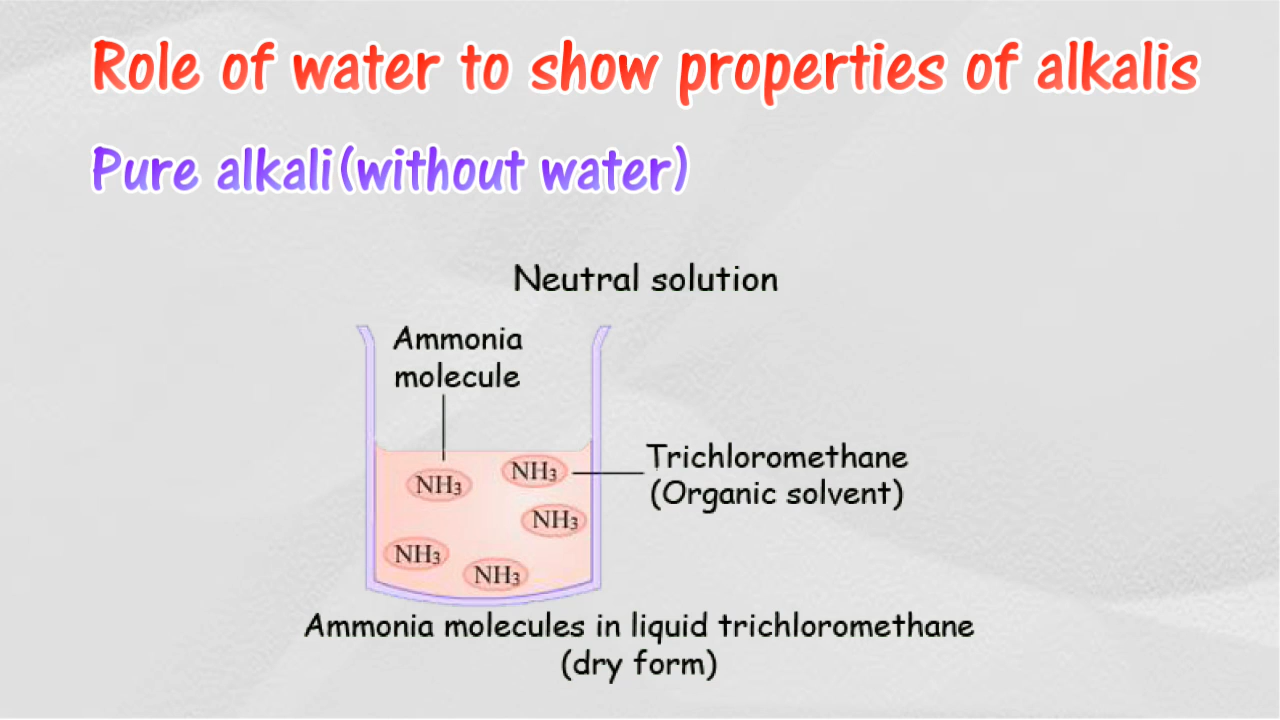 Role of water to show properties of alkalis
Pure alkali(without water)
Neutral solution
Ammonia
molecule
NH₃
NH₃
NH₃
NH₃
NH₃
Trichloromethane
(Organic solvent)
Ammonia molecules in liquid trichloromethane
(dry form)